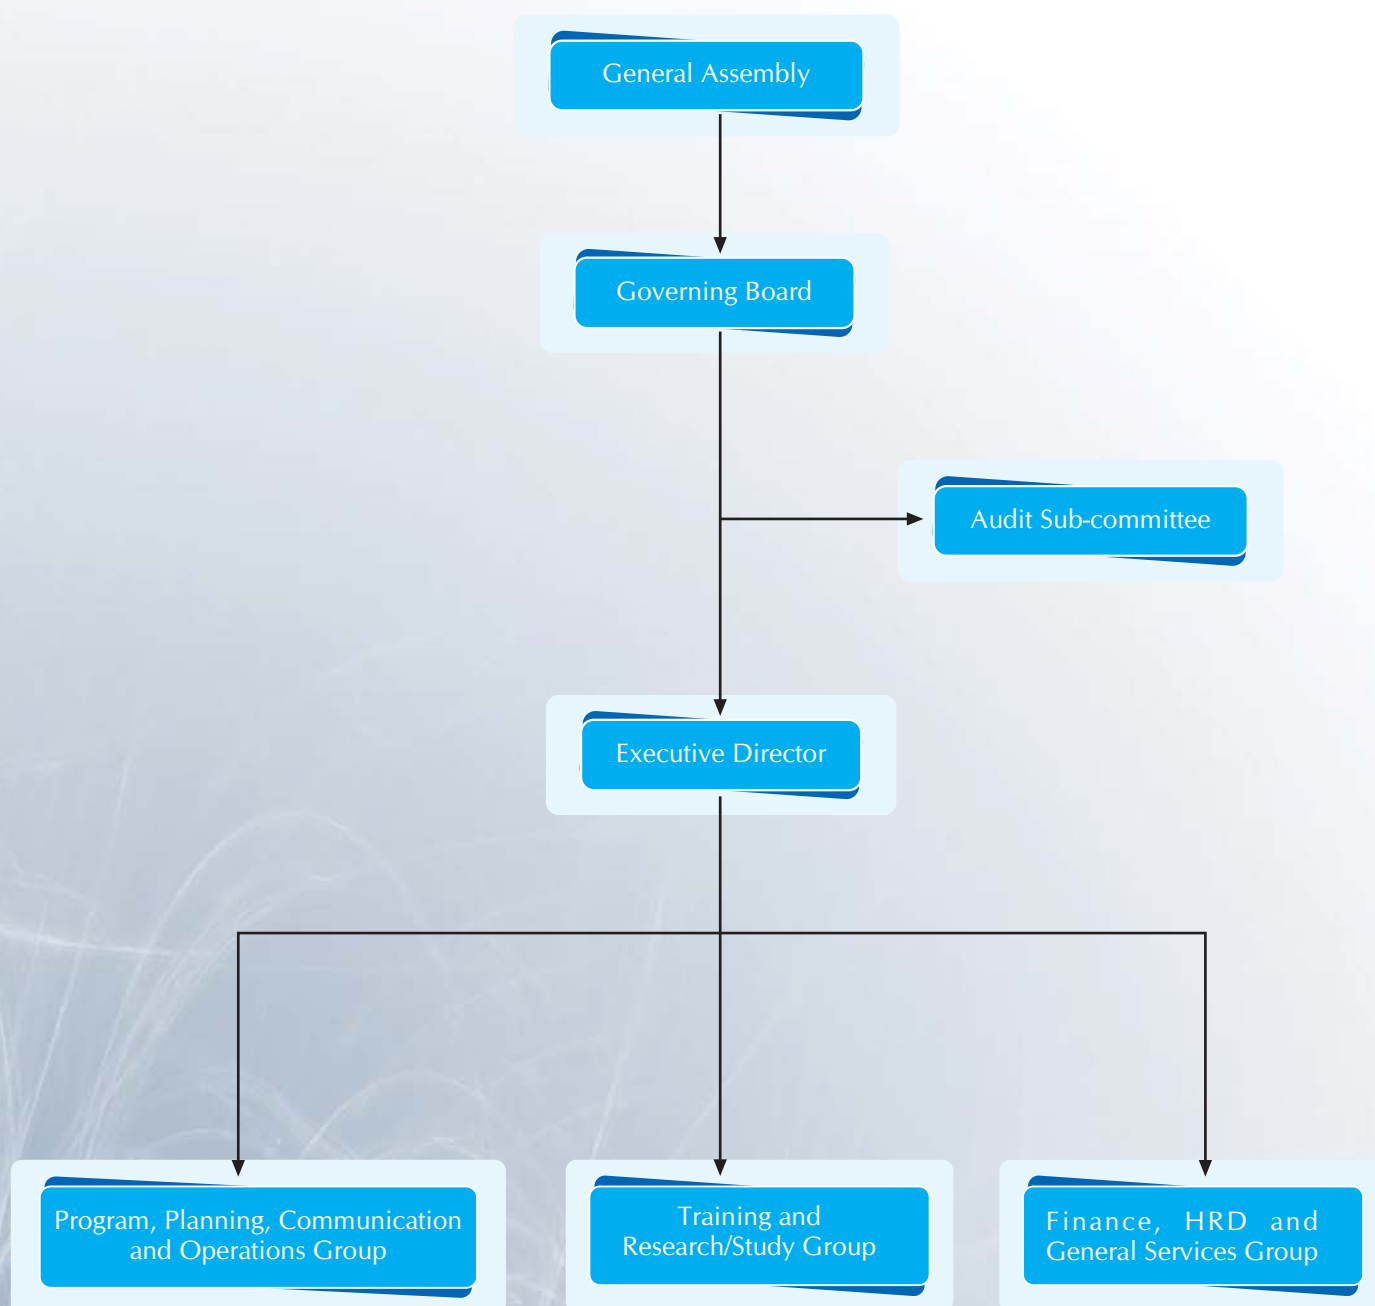 General Assembly
Governing Board
Audit Sub-committee
Executive Director
Program, Planning, Communication
and Operations Group
Training and
Research/Study Group
Finance, HRD and
General Services Group